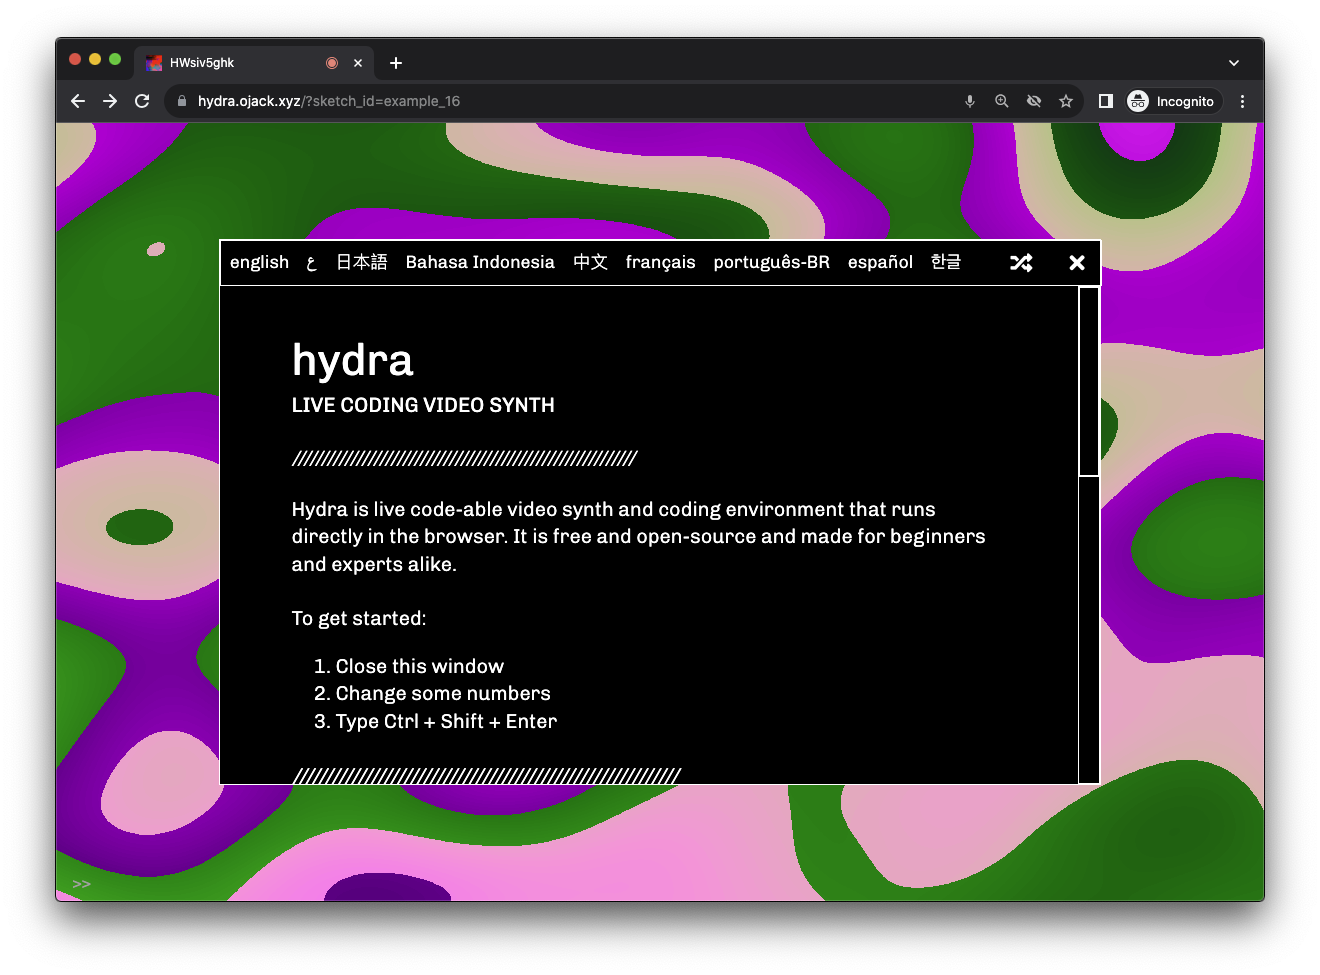 HWsiv5ghk
hydra.ojack.xyz/?sketch_id=example_16
Incognito
english ع 日本語 Bahasa Indonesia 中文 français português-BR español 한글
hydra
LIVE CODING VIDEO SYNTH
//////////////////////////////////////////////////////////
Hydra is live code-able video synth and coding environment that runs
directly in the browser. It is free and open-source and made for beginners
and experts alike.
To get started:
1. Close this window
2. Change some numbers
3. Type Ctrl + Shift + Enter
//////////////////////////////////////////////////////////
>>